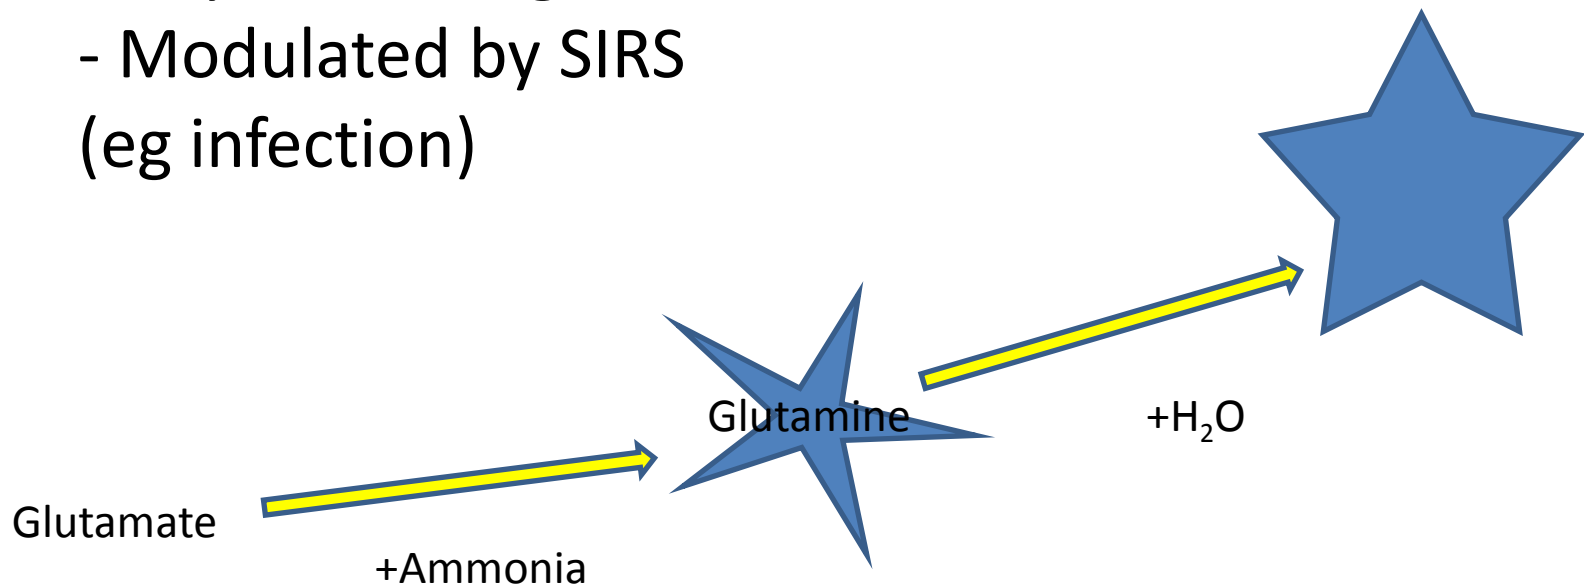 - Modulated by SIRS
(eg infection)
Glutamine
+H₂O
Glutamate
+Ammonia